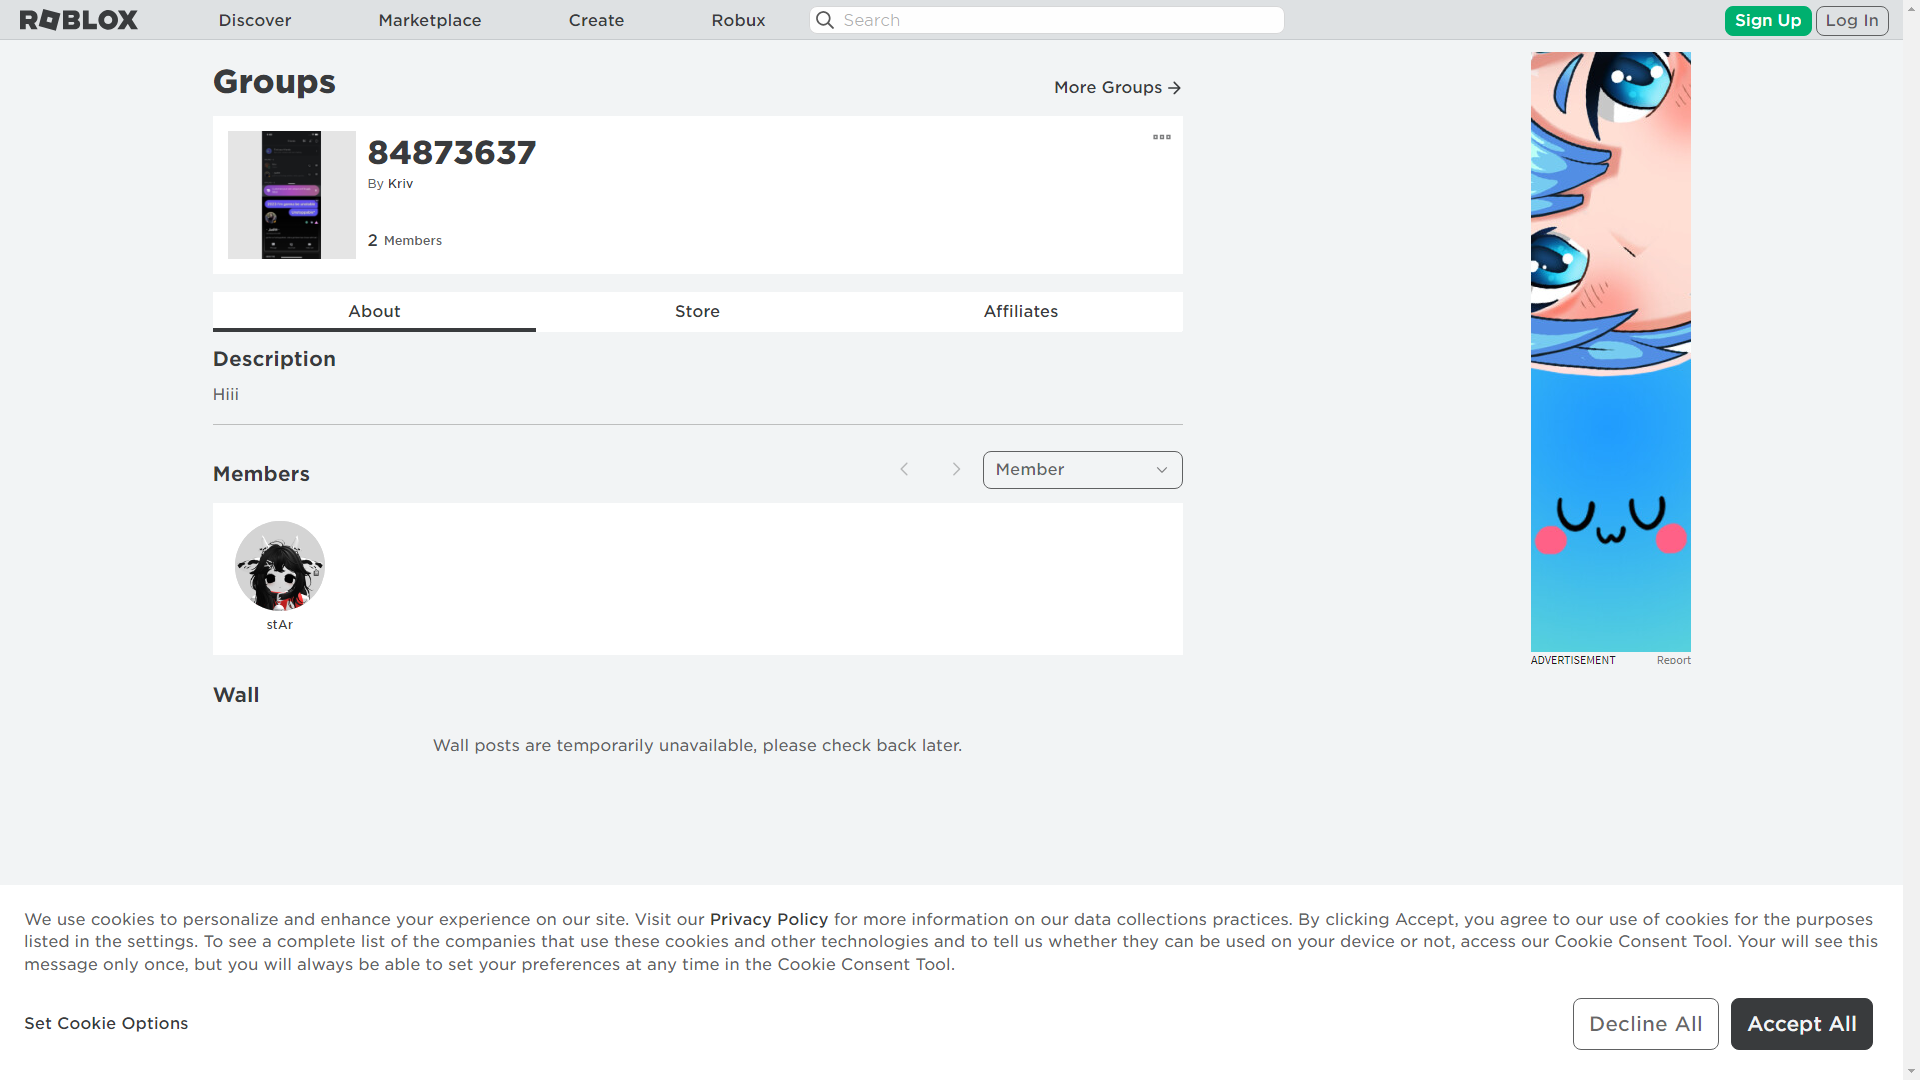 ROBLOX Discover Marketplace Create Robux Search Sign Up Log In
Groups
More Groups
84873637
By Kriv
2 Members
About Store Affiliates
Description
Hiii
Members
Member
stAr
ADVERTISEMENT Report
Wall
Wall posts are temporarily unavailable, please check back later.
We use cookies to personalize and enhance your experience on our site. Visit our Privacy Policy for more information on our data collections practices. By clicking Accept, you agree to our use of cookies for the purposes
listed in the settings. To see a complete list of the companies that use these cookies and other technologies and to tell us whether they can be used on your device or not, access our Cookie Consent Tool. Your will see this
message only once, but you will always be able to set your preferences at any time in the Cookie Consent Tool.
Set Cookie Options
Decline All
Accept All